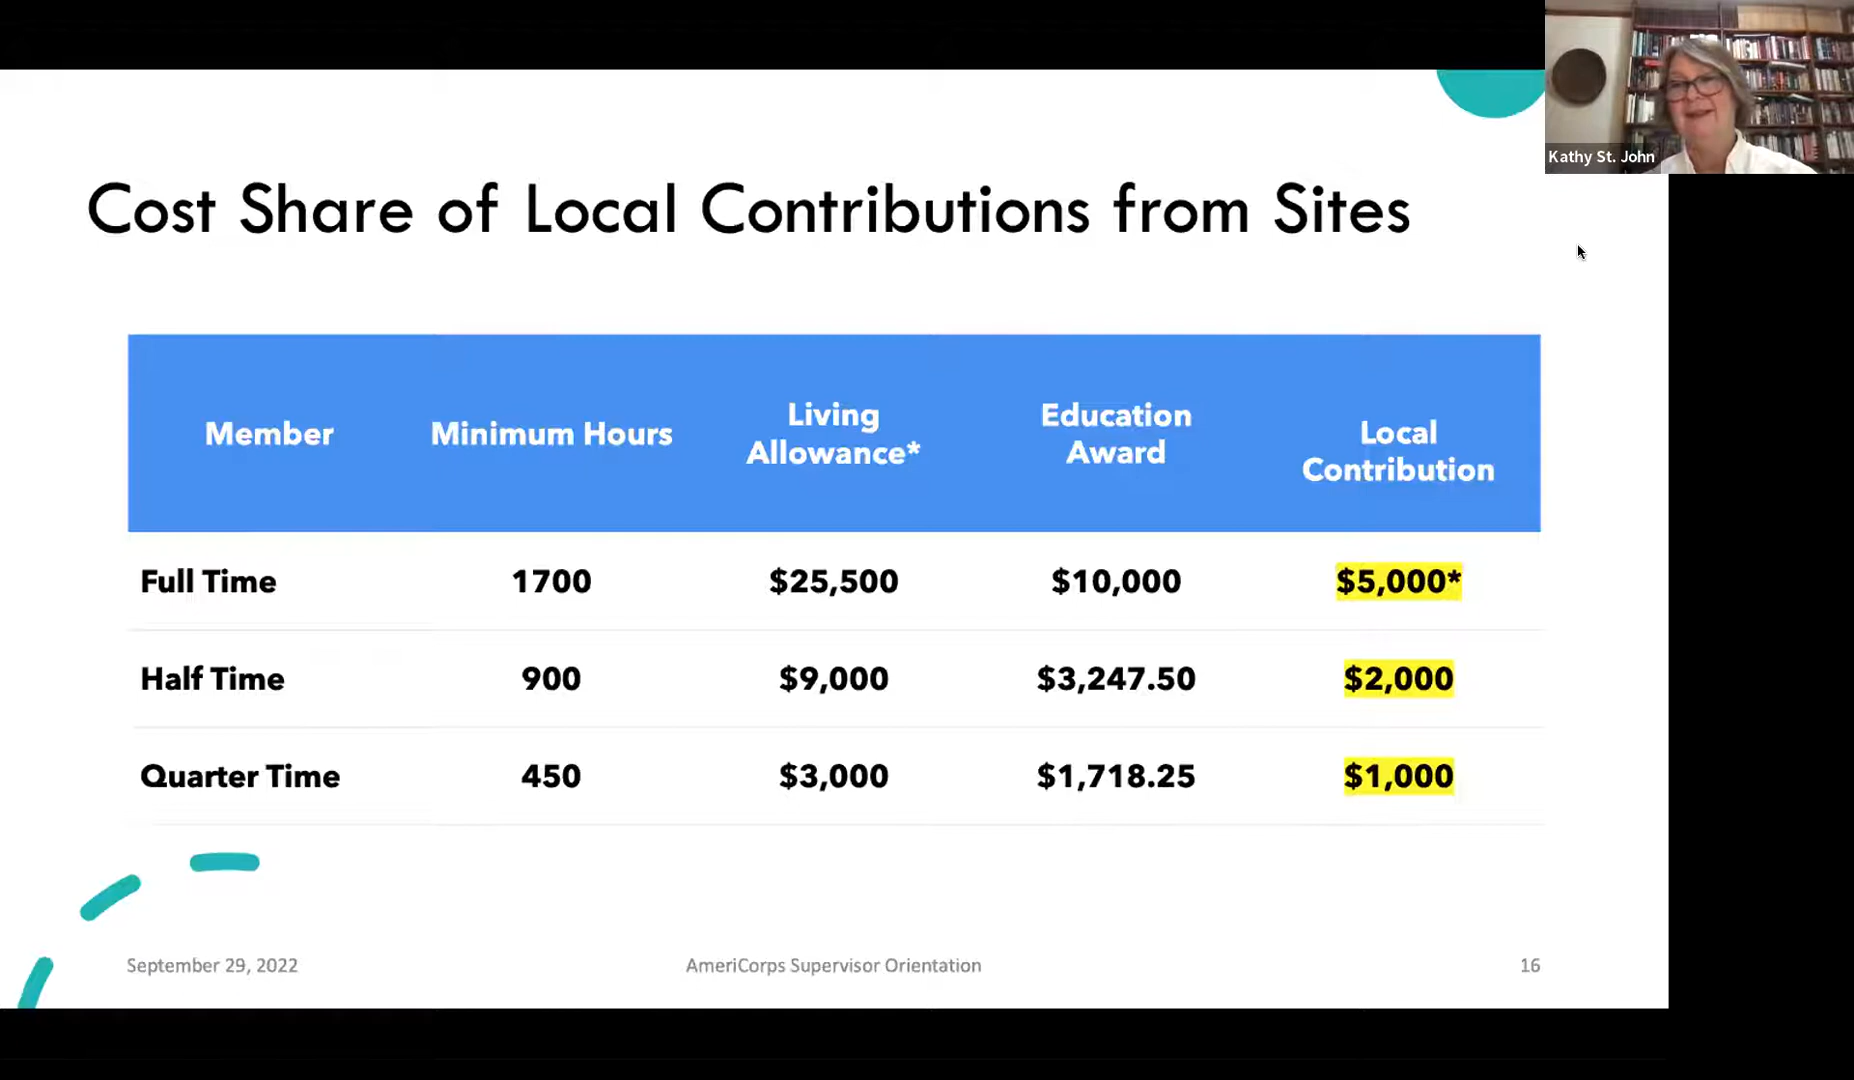 Kathy St. John
Cost Share of Local Contributions from Sites
Member
Minimum Hours
Living
Allowance*
Education
Award
Local
Contribution
Full Time 1700 $25,500 $10,000 $5,000*
Half Time 900 $9,000 $3,247.50 $2,000
Quarter Time 450 $3,000 $1,718.25 $1,000
September 29, 2022 AmeriCorps Supervisor Orientation 16